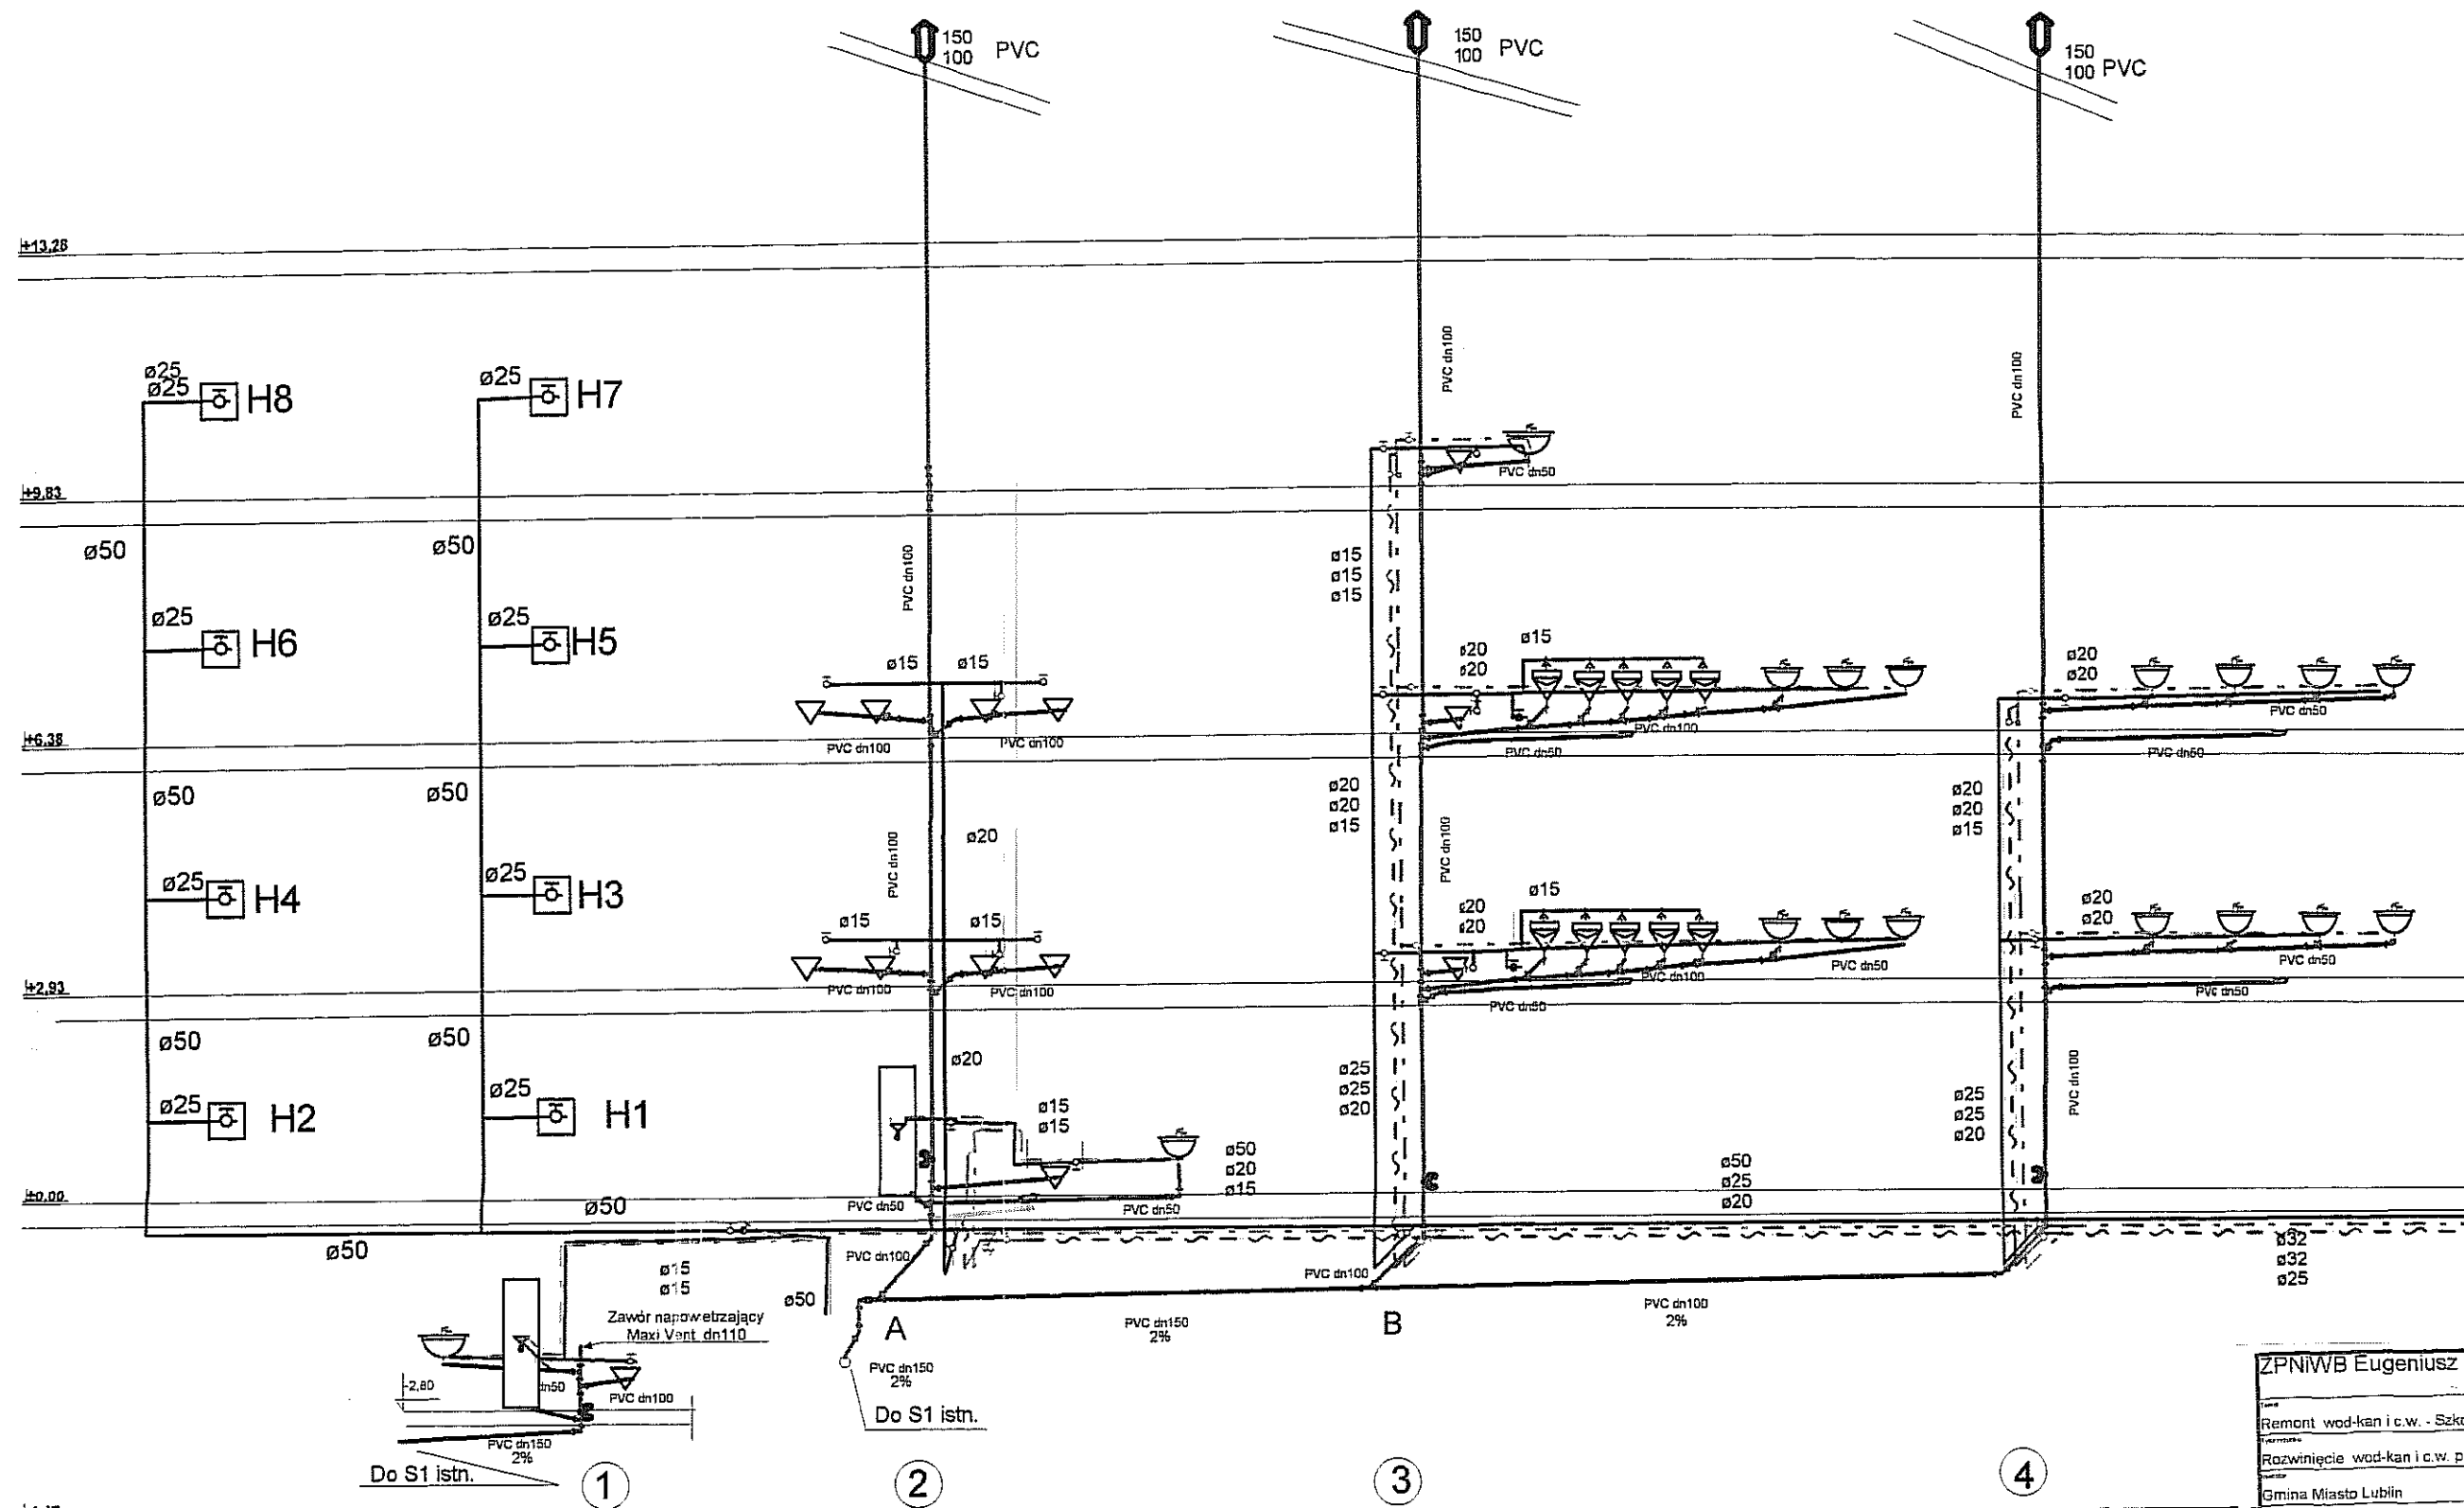 150
100 PVC
150
100 PVC
150
100 PVC
+13,28
ø25
ø25
H8
ø25
H7
PVC dn100
PVC dn100
PVC dn50
+9,83
ø50
ø50
PVC dn100
ø15
ø15
ø15
ø25
H6
ø25
H5
ø15
ø15
ø20
ø20
ø15
ø20
ø20
PVC dn100
PVC dn100
PVC dn100
PVC dn50
PVC dn50
PVC dn50
+6,38
ø50
ø50
PVC dn100
ø20
ø20
ø20
ø15
PVC dn100
ø20
ø20
ø15
ø25
H4
ø25
H3
ø15
ø15
ø20
ø20
ø15
ø20
ø20
PVC dn100
PVC dn100
PVC dn100
PVC dn50
PVC dn50
PVC dn50
PVC dn50
+2,93
ø50
ø50
ø20
ø25
ø25
ø20
ø25
ø25
ø20
PVC dn100
ø25
H2
ø25
H1
ø15
ø15
ø50
ø20
ø15
ø50
ø25
ø20
±0,00
ø50
PVC dn50
PVC dn50
ø50
PVC dn100
PVC dn100
ø32
ø32
ø25
ø15
ø15
ø50
Zawór napowetrzający
Maxi Vent dn110
A
PVC dn150
2%
B
PVC dn100
2%
-2,80
dn50
PVC dn100
PVC dn150
2%
Do S1 istn.
PVC dn150
2%
Do S1 istn.
1
2
3
4
ZPNiWB Eugeniusz
Remont wod-kan i c.w. - Szko
Rozwinięcie wod-kan i c.w. p
Gmina Miasto Lublin